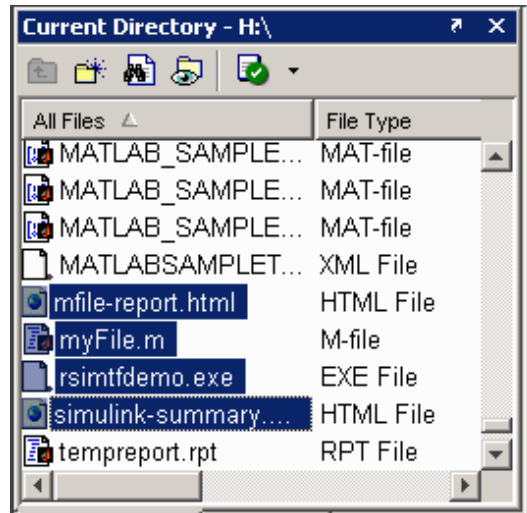 Current Directory - H:\
All Files File Type
MATLAB_SAMPLE... MAT-file
MATLAB_SAMPLE... MAT-file
MATLAB_SAMPLE... MAT-file
MATLABSAMPLET... XML File
mfile-report.html HTML File
myFile.m M-file
rsimtfdemo.exe EXE File
simulink-summary.... HTML File
tempreport.rpt RPT File